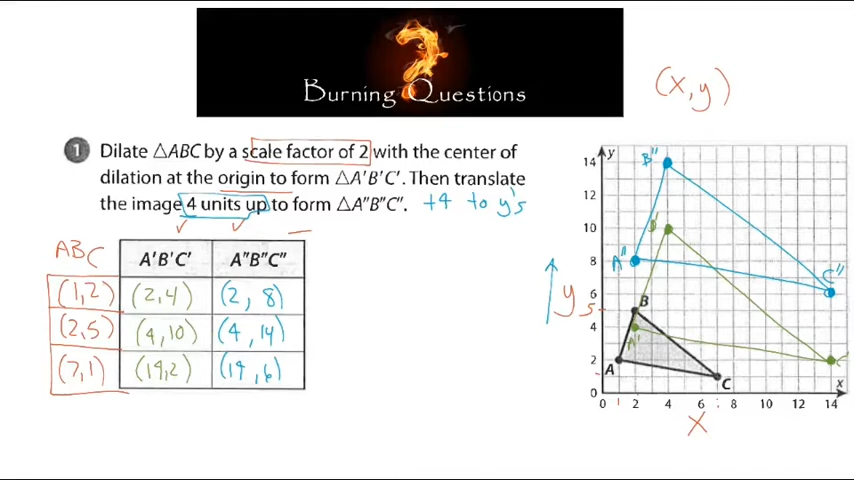 Burning Questions
(x,y)
1 Dilate △ABC by a scale factor of 2 with the center of
dilation at the origin to form △A'B'C'. Then translate
the image 4 units up to form △A"B"C". +4 to y's
ABC A'B'C' A"B"C"
(1,2) (2,4) (2, 8)
(2,5) (4,10) (4, 14)
(7,1) (14,2) (14,6)
y
14
12
10
8
6
5
4
2
0
0 1 2 4 6 8 10 12 14 x
B"
B'
A"
C"
y
B
A'
A
C
C'
X